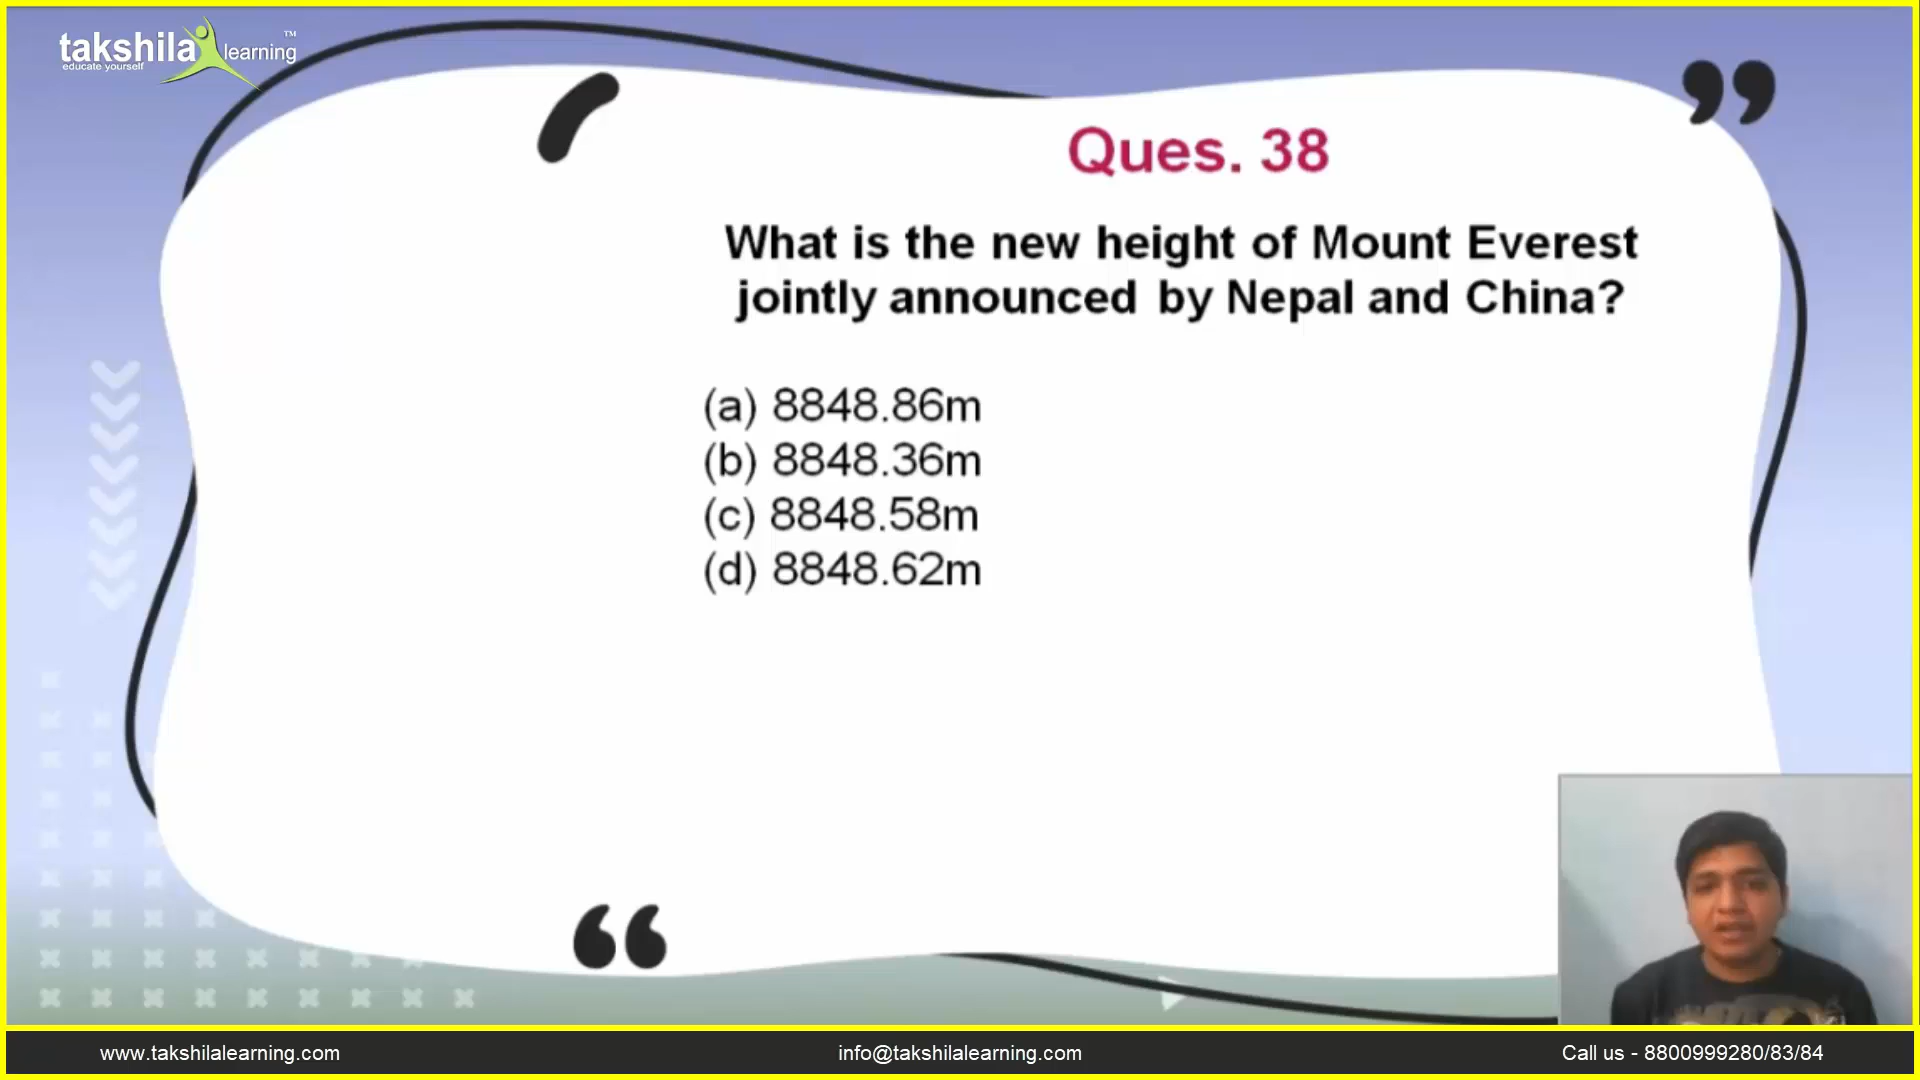 takshila learning™
educate yourself
Ques. 38
What is the new height of Mount Everest
jointly announced by Nepal and China?
(a) 8848.86m
(b) 8848.36m
(c) 8848.58m
(d) 8848.62m
www.takshilalearning.com
info@takshilalearning.com
Call us - 8800999280/83/84